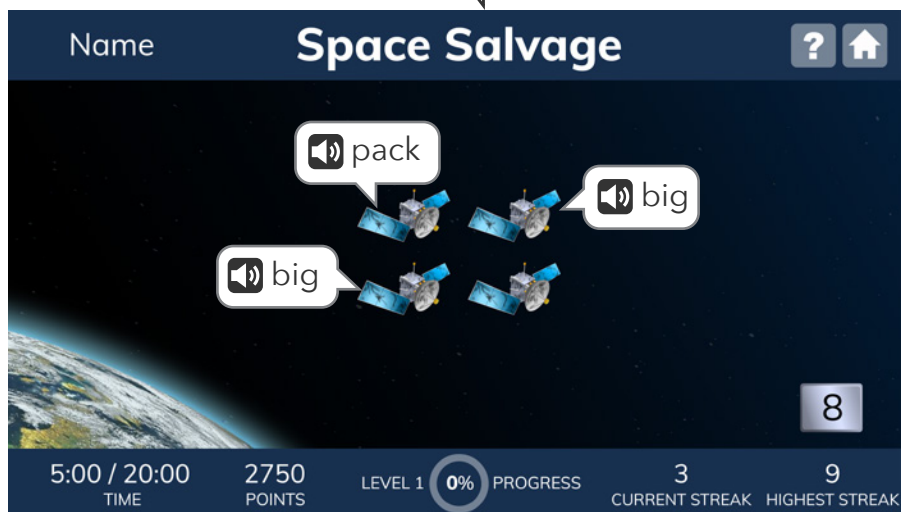 Name
Space Salvage
?
pack
big
big
8
5:00 / 20:00
TIME
2750
POINTS
LEVEL 1
0%
PROGRESS
3
CURRENT STREAK
9
HIGHEST STREAK